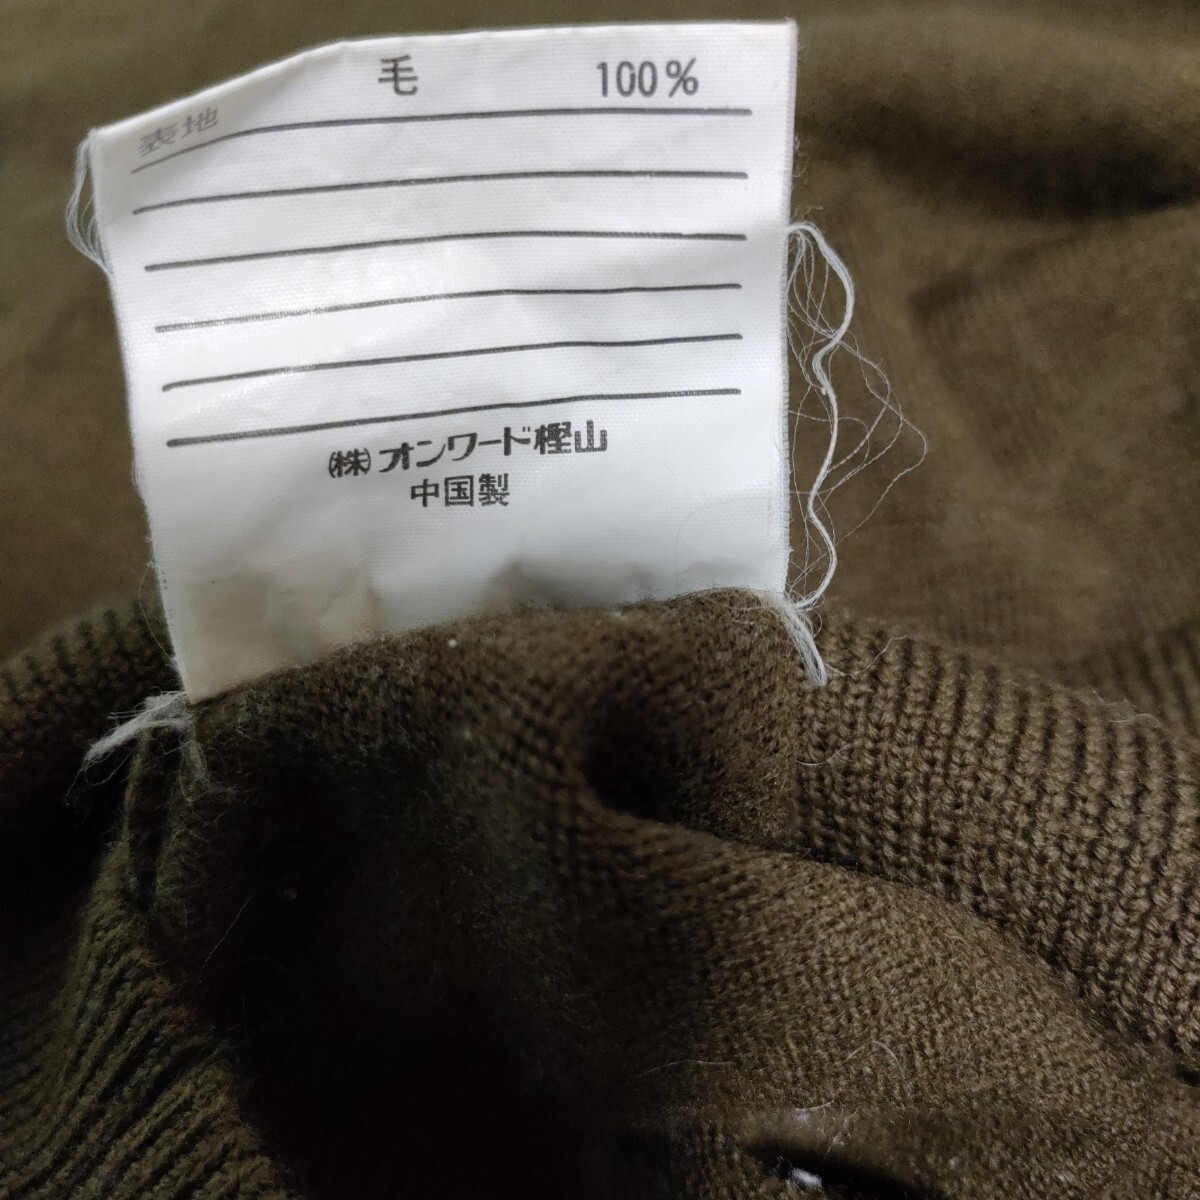 表地 毛 100%
㈱オンワード樫山
中国製